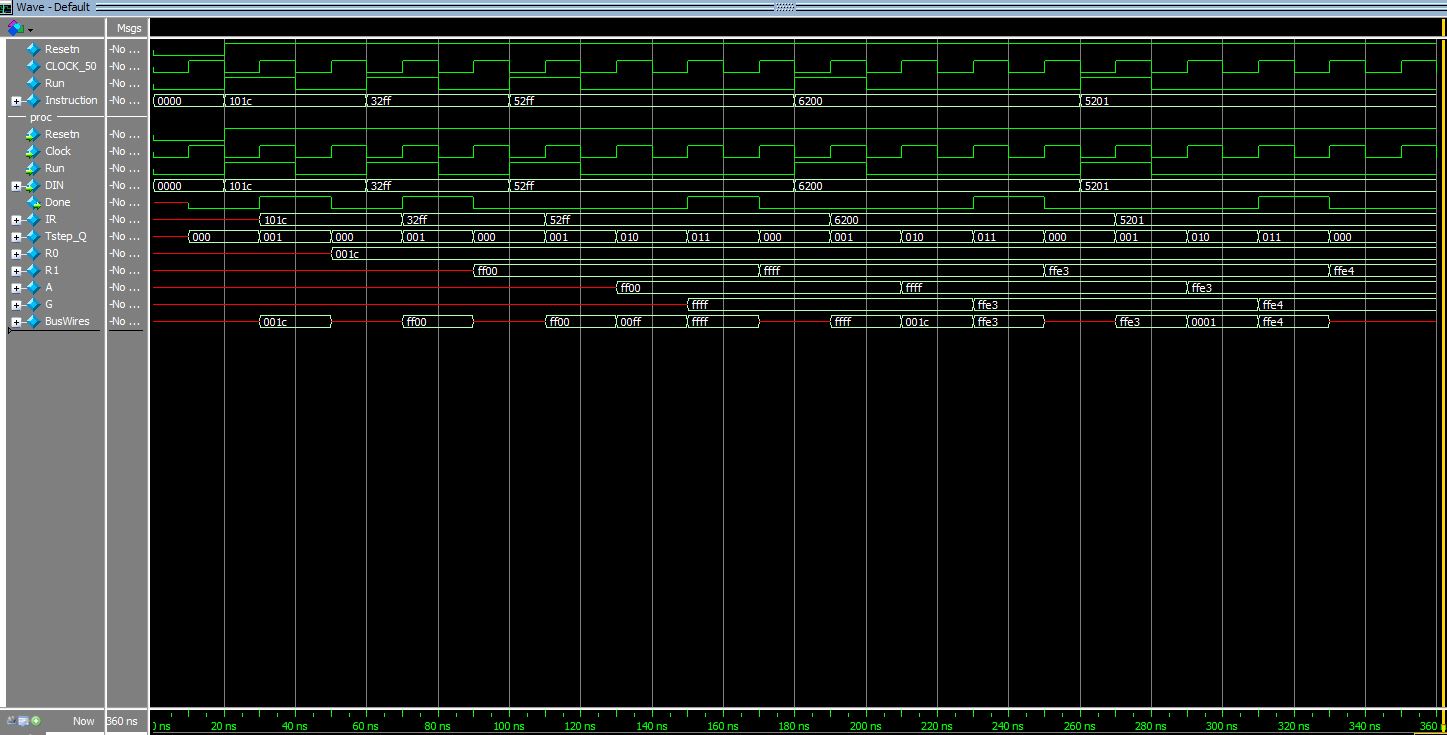 Wave - Default
Msgs
Resetn -No ...
CLOCK_50 -No ...
Run -No ...
Instruction -No ... 0000 101c 32ff 52ff 6200 5201
proc
Resetn -No ...
Clock -No ...
Run -No ...
DIN -No ... 0000 101c 32ff 52ff 6200 5201
Done -No ...
IR -No ... 101c 32ff 52ff 6200 5201
Tstep_Q -No ... 000 001 000 001 000 001 010 011 000 001 010 011 000 001 010 011 000
R0 -No ... 001c
R1 -No ... ff00 ffff ffe3 ffe4
A -No ... ff00 ffff ffe3
G -No ... ffff ffe3 ffe4
BusWires -No ... 001c ff00 ff00 00ff ffff ffff 001c ffe3 ffe3 0001 ffe4
Now 360 ns 0 ns 20 ns 40 ns 60 ns 80 ns 100 ns 120 ns 140 ns 160 ns 180 ns 200 ns 220 ns 240 ns 260 ns 280 ns 300 ns 320 ns 340 ns 360